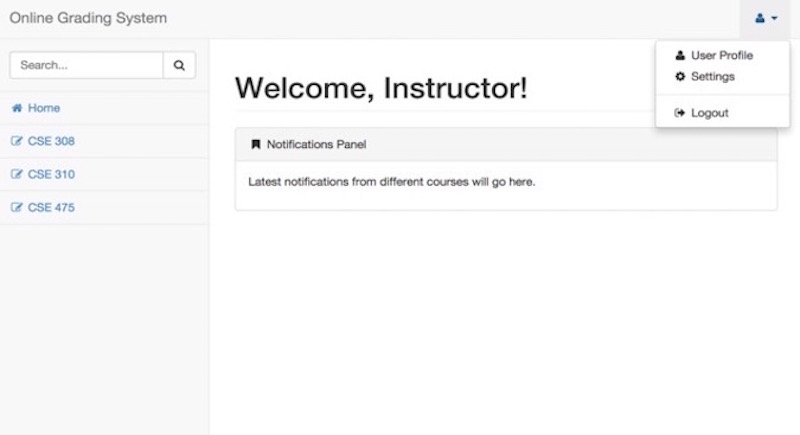 Online Grading System
User Profile
Settings
Logout
Search...
Home
CSE 308
CSE 310
CSE 475
Welcome, Instructor!
Notifications Panel
Latest notifications from different courses will go here.